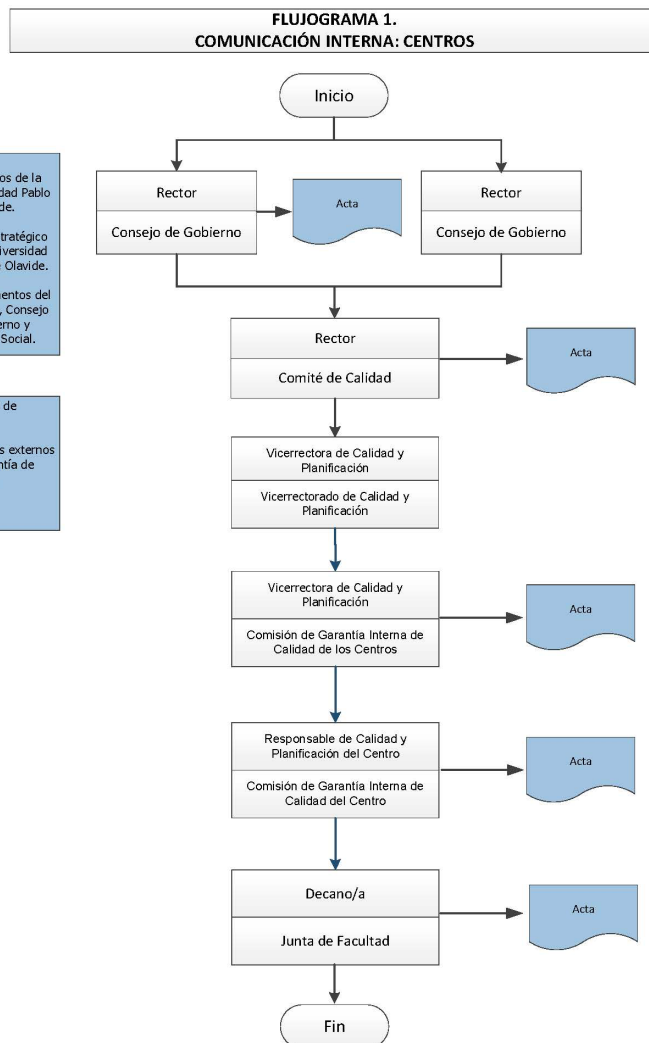 FLUJOGRAMA 1.
COMUNICACIÓN INTERNA: CENTROS
Inicio
os de la
dad Pablo
de.
tratégico
iversidad
e Olavide.
entos del
, Consejo
erno y
Social.
de
s externos
ntía de
Rector
Consejo de Gobierno
Acta
Rector
Consejo de Gobierno
Rector
Comité de Calidad
Acta
Vicerrectora de Calidad y
Planificación
Vicerrectorado de Calidad y
Planificación
Vicerrectora de Calidad y
Planificación
Comisión de Garantía Interna de
Calidad de los Centros
Acta
Responsable de Calidad y
Planificación del Centro
Comisión de Garantía Interna de
Calidad del Centro
Acta
Decano/a
Junta de Facultad
Acta
Fin